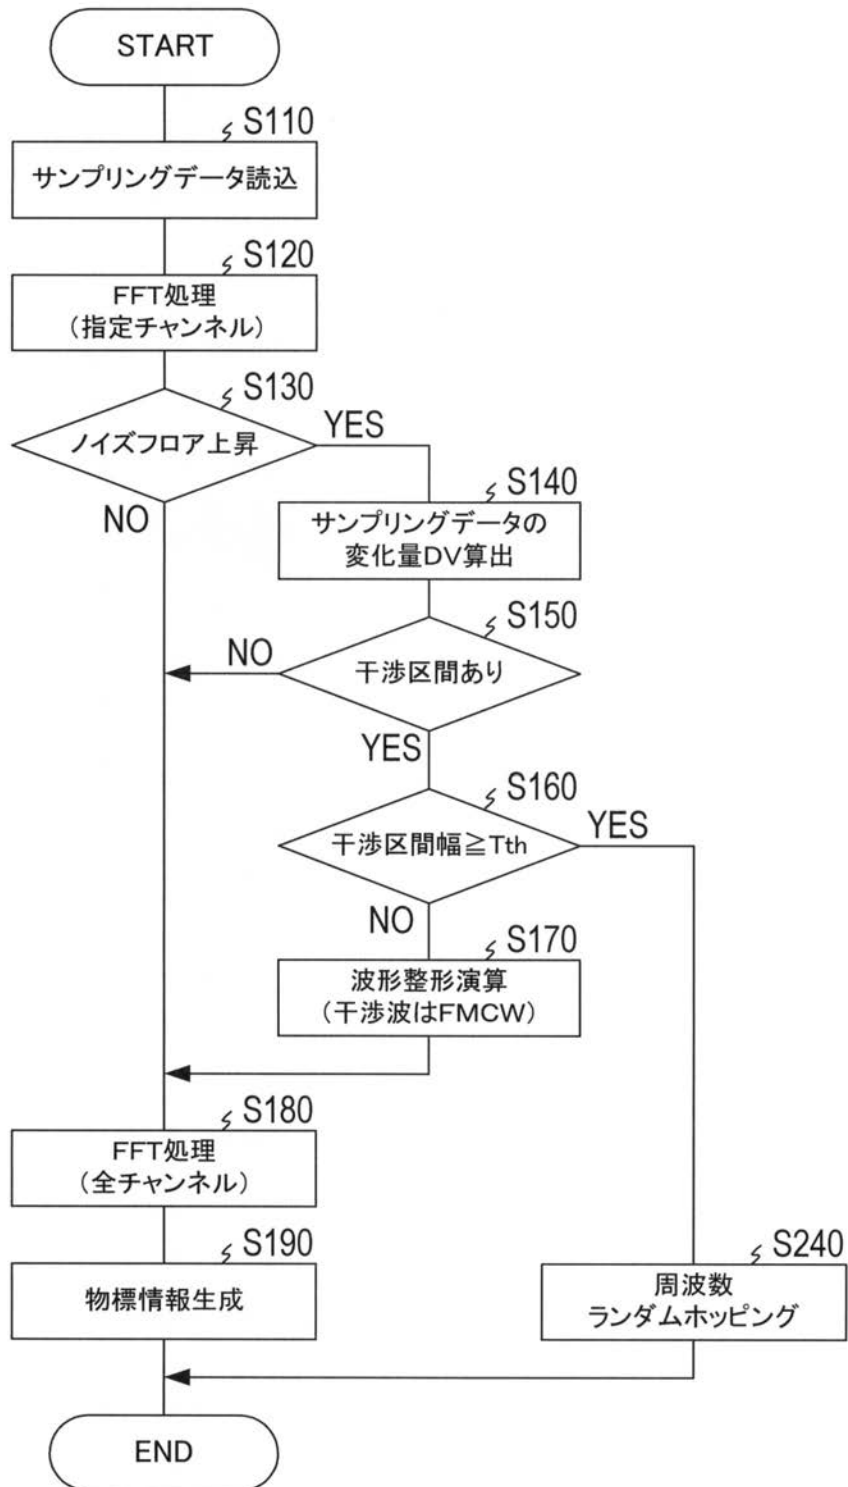 START
S110
サンプリングデータ読込
S120
FFT処理
（指定チャンネル）
S130
ノイズフロア上昇
YES
NO
S140
サンプリングデータの
変化量DV算出
S150
干渉区間あり
NO
YES
S160
干渉区間幅≧Tth
YES
NO
S170
波形整形演算
（干渉波はFMCW）
S180
FFT処理
（全チャンネル）
S190
物標情報生成
S240
周波数
ランダムホッピング
END